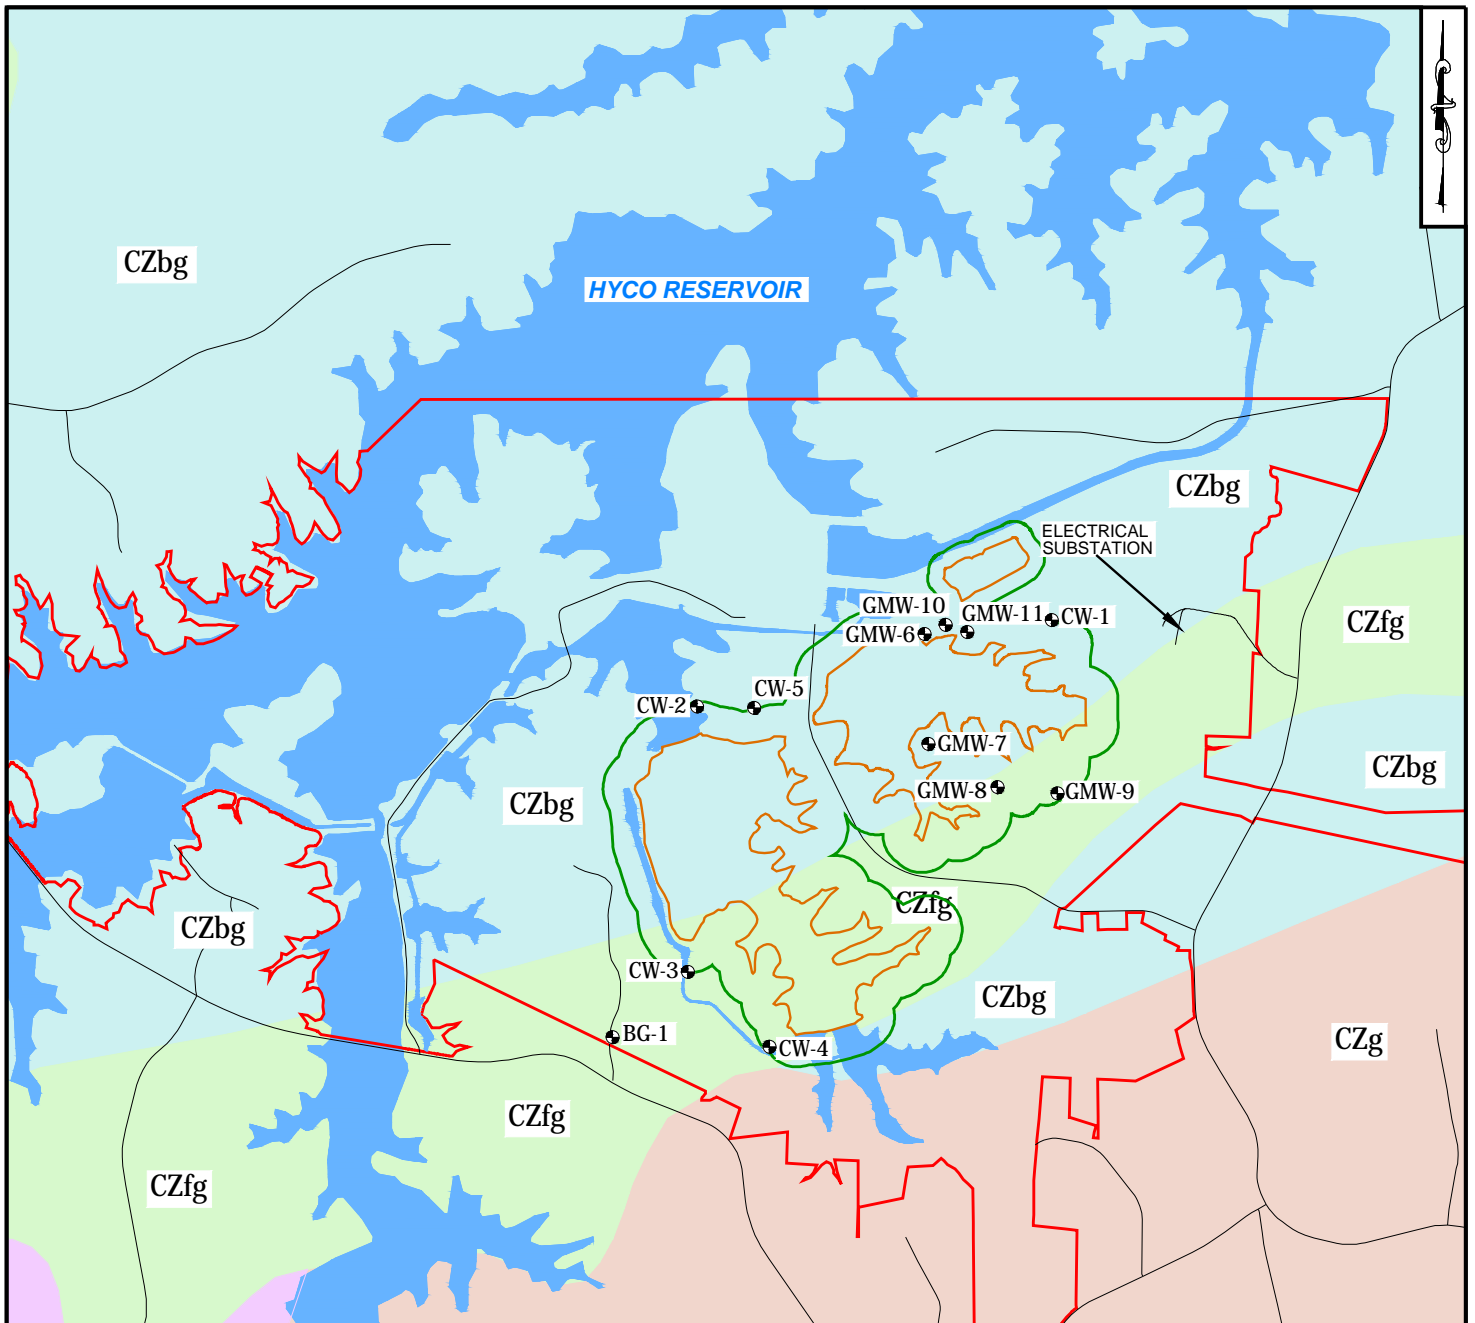 CZbg
HYCO RESERVOIR
CZbg
ELECTRICAL
SUBSTATION
GMW-10
GMW-11
CW-1
GMW-6
CZfg
CW-5
CW-2
GMW-7
CZbg
GMW-8
GMW-9
CZbg
CZfg
CZbg
CW-3
CZbg
BG-1
CW-4
CZg
CZfg
CZfg